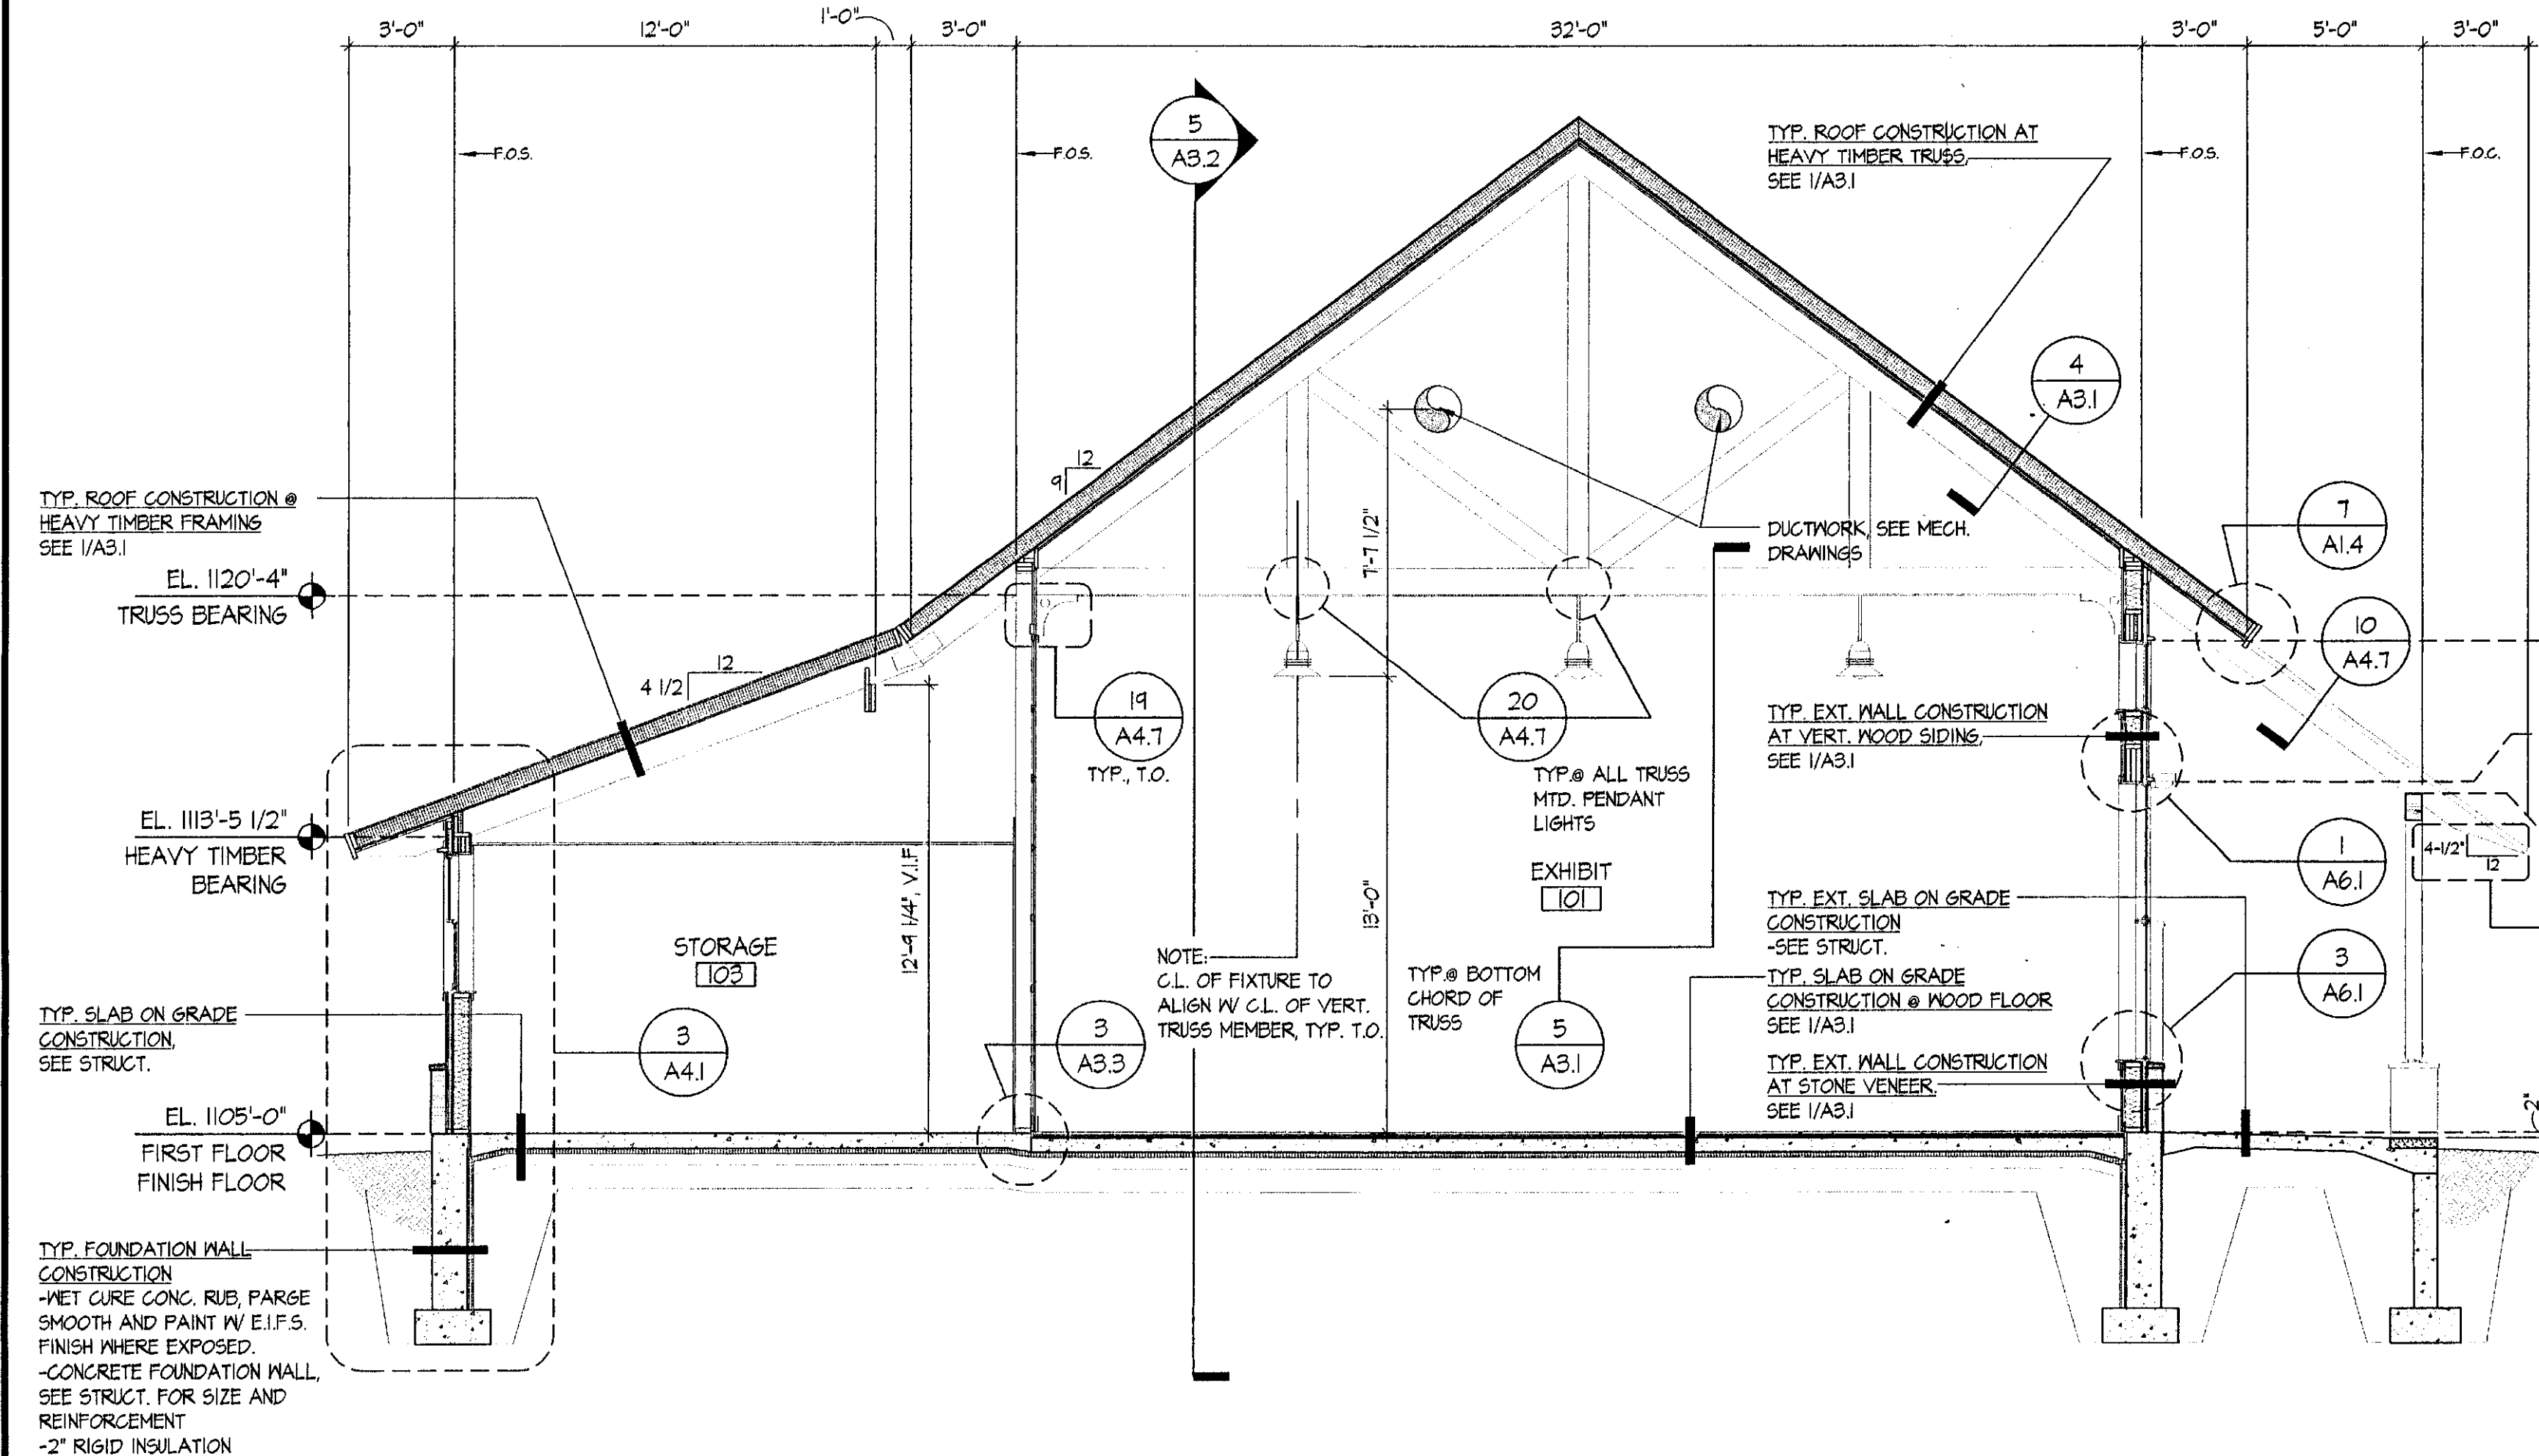 3'-0"
12'-0"
1'-0"
3'-0"
32'-0"
3'-0"
5'-0"
3'-0"
F.O.S.
F.O.S.
F.O.S.
F.O.C.
5
A3.2
TYP. ROOF CONSTRUCTION AT
HEAVY TIMBER TRUSS,
SEE 1/A3.1
4
A3.1
12
9
TYP. ROOF CONSTRUCTION @
HEAVY TIMBER FRAMING
SEE 1/A3.1
7'-7 1/2"
DUCTWORK, SEE MECH.
DRAWINGS
7
A1.4
EL. 1120'-4"
TRUSS BEARING
10
A4.7
12
4 1/2
19
A4.7
TYP., T.O.
20
A4.7
TYP.@ ALL TRUSS
MTD. PENDANT
LIGHTS
TYP. EXT. WALL CONSTRUCTION
AT VERT. WOOD SIDING,
SEE 1/A3.1
EL. 1113'-5 1/2"
HEAVY TIMBER
BEARING
1
A6.1
4-1/2"
12
EXHIBIT
101
12'-9 1/4", V.I.F
13'-0"
STORAGE
103
TYP. EXT. SLAB ON GRADE
CONSTRUCTION
-SEE STRUCT.
NOTE:
C.L. OF FIXTURE TO
ALIGN W/ C.L. OF VERT.
TRUSS MEMBER, TYP. T.O.
TYP.@ BOTTOM
CHORD OF
TRUSS
5
A3.1
TYP. SLAB ON GRADE
CONSTRUCTION @ WOOD FLOOR
SEE 1/A3.1
3
A6.1
TYP. SLAB ON GRADE
CONSTRUCTION,
SEE STRUCT.
3
A4.1
3
A3.3
TYP. EXT. WALL CONSTRUCTION
AT STONE VENEER.
SEE 1/A3.1
2"
EL. 1105'-0"
FIRST FLOOR
FINISH FLOOR
TYP. FOUNDATION WALL
CONSTRUCTION
-WET CURE CONC. RUB, PARGE
SMOOTH AND PAINT W/ E.I.F.S.
FINISH WHERE EXPOSED.
-CONCRETE FOUNDATION WALL,
SEE STRUCT. FOR SIZE AND
REINFORCEMENT
-2" RIGID INSULATION